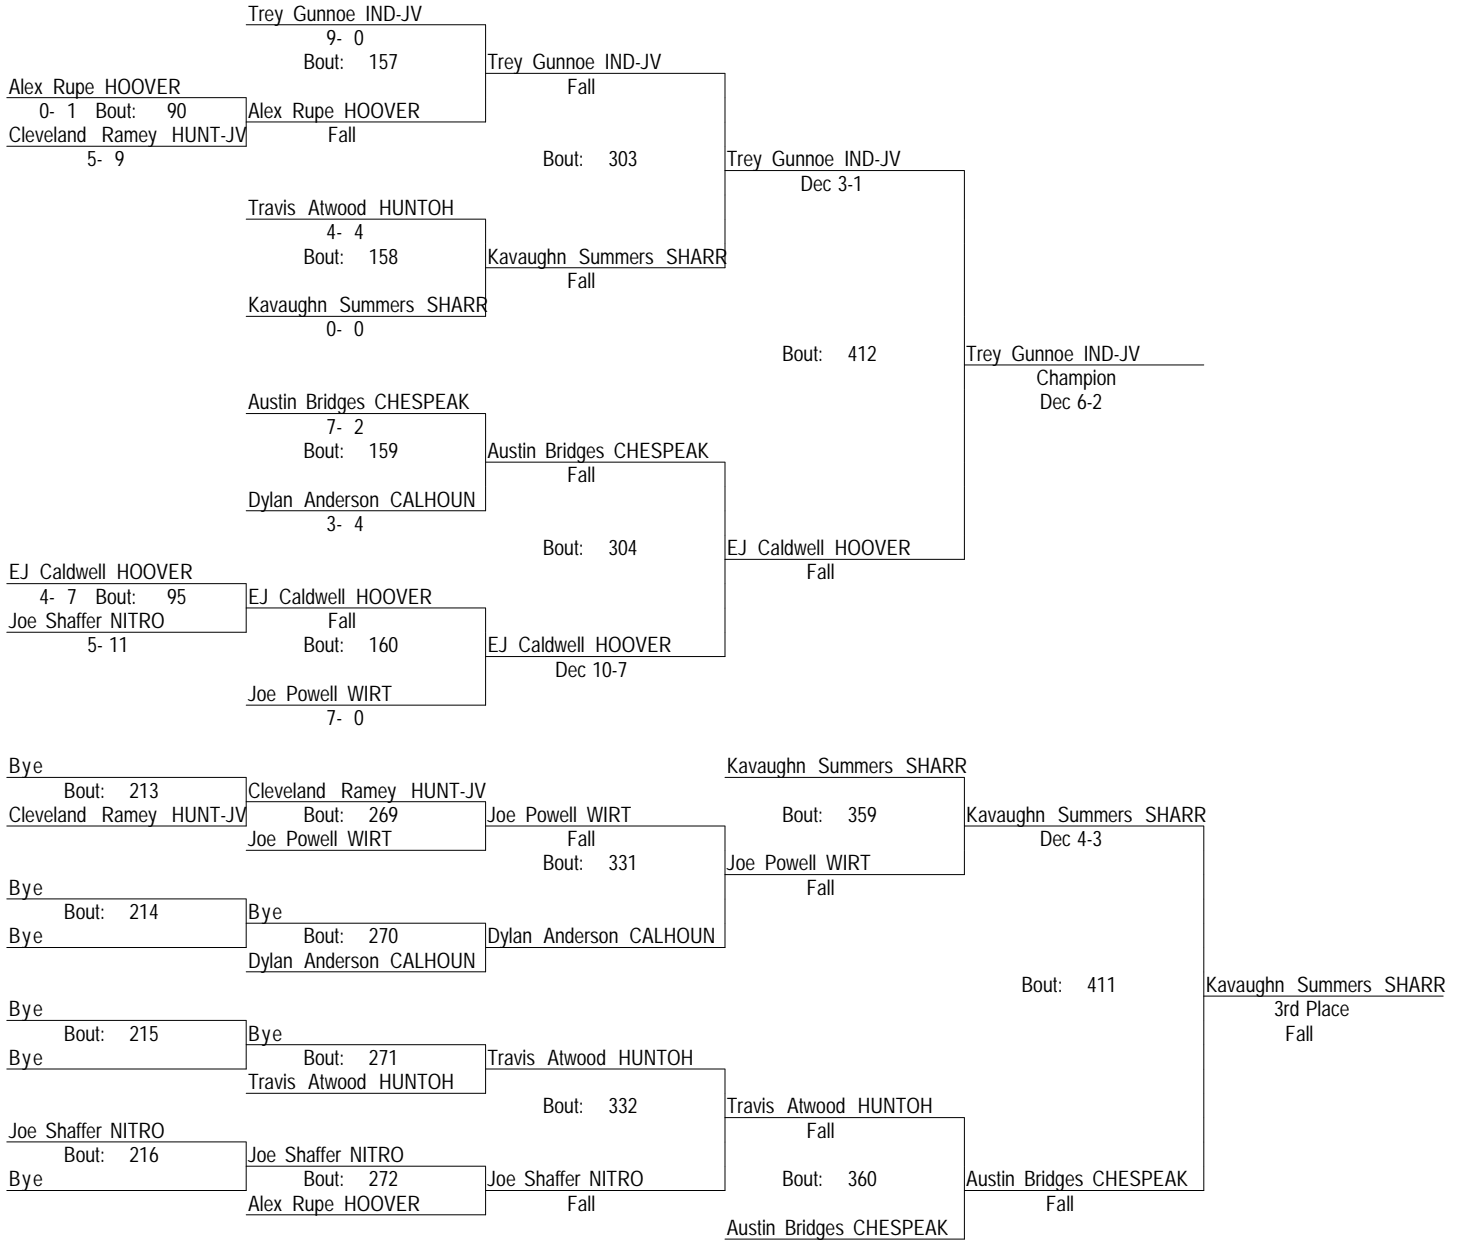 Trey Gunnoe IND-JV
9- 0
Bout: 157
Trey Gunnoe IND-JV
Fall
Alex Rupe HOOVER
0- 1 Bout: 90
Alex Rupe HOOVER
Cleveland Ramey HUNT-JV
Fall
5- 9
Bout: 303
Trey Gunnoe IND-JV
Dec 3-1
Travis Atwood HUNTOH
4- 4
Bout: 158
Kavaughn Summers SHARR
Fall
Kavaughn Summers SHARR
0- 0
Bout: 412
Trey Gunnoe IND-JV
Champion
Dec 6-2
Austin Bridges CHESPEAK
7- 2
Bout: 159
Austin Bridges CHESPEAK
Fall
Dylan Anderson CALHOUN
3- 4
Bout: 304
EJ Caldwell HOOVER
Fall
EJ Caldwell HOOVER
4- 7 Bout: 95
EJ Caldwell HOOVER
Joe Shaffer NITRO
Fall
5- 11
Bout: 160
EJ Caldwell HOOVER
Dec 10-7
Joe Powell WIRT
7- 0
Bye
Kavaughn Summers SHARR
Bout: 213
Cleveland Ramey HUNT-JV
Cleveland Ramey HUNT-JV
Bout: 269
Joe Powell WIRT
Bout: 359
Kavaughn Summers SHARR
Joe Powell WIRT
Fall
Dec 4-3
Bout: 331
Joe Powell WIRT
Fall
Bye
Bout: 214
Bye
Bye
Bout: 270
Dylan Anderson CALHOUN
Dylan Anderson CALHOUN
Bout: 411
Kavaughn Summers SHARR
3rd Place
Fall
Bye
Bout: 215
Bye
Bye
Bout: 271
Travis Atwood HUNTOH
Travis Atwood HUNTOH
Bout: 332
Travis Atwood HUNTOH
Fall
Joe Shaffer NITRO
Bout: 216
Joe Shaffer NITRO
Bye
Bout: 272
Joe Shaffer NITRO
Bout: 360
Austin Bridges CHESPEAK
Alex Rupe HOOVER
Fall
Fall
Austin Bridges CHESPEAK